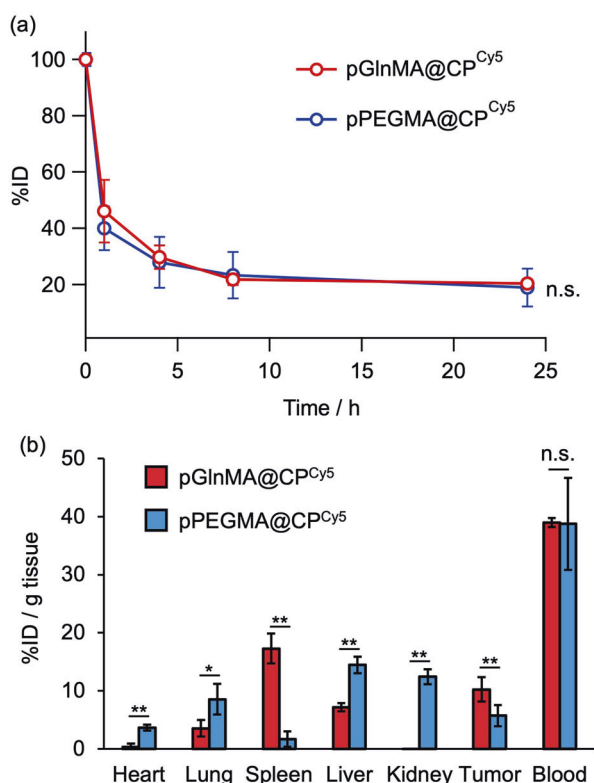 (a)
100
80
60
40
20
%ID
pGlnMA@CP^Cy5
pPEGMA@CP^Cy5
n.s.
0 5 10 15 20 25
Time / h
(b)
50
40
30
20
10
0
%ID / g tissue
pGlnMA@CP^Cy5
pPEGMA@CP^Cy5
** * ** ** ** ** n.s.
Heart Lung Spleen Liver Kidney Tumor Blood